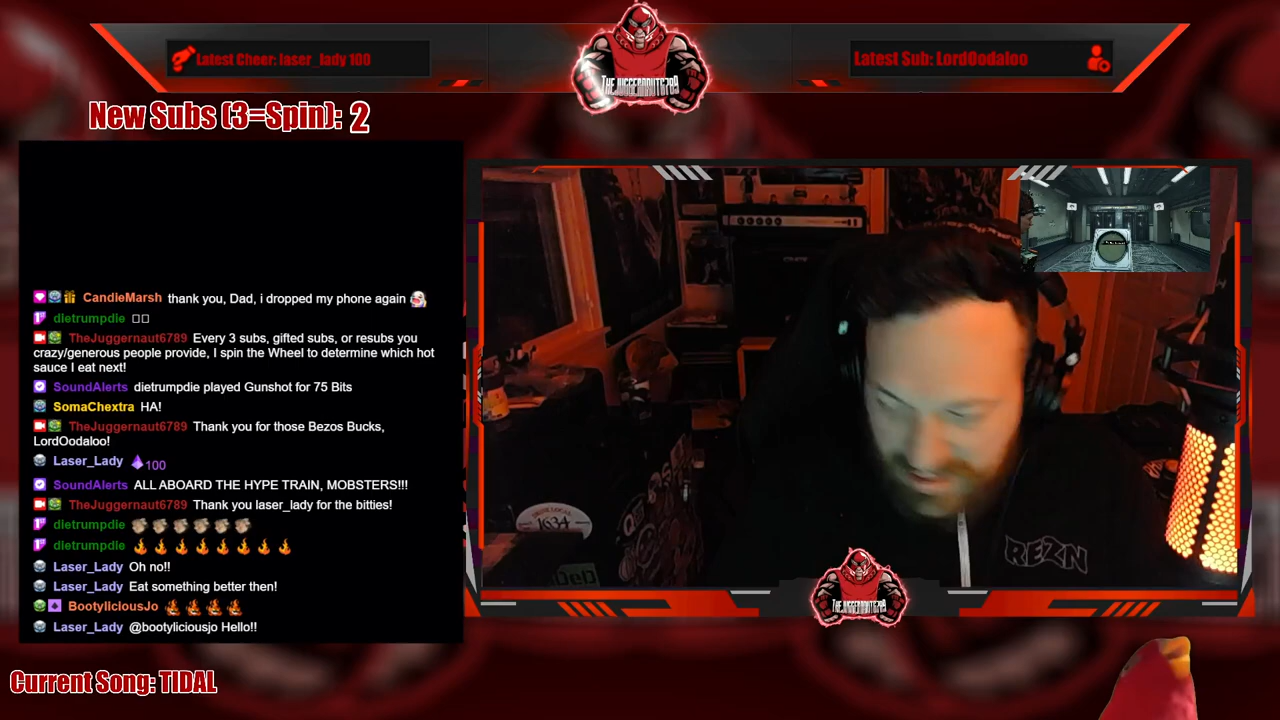 Latest Cheer: laser_lady 100
THEJUGGERNAUT6789
Latest Sub: LordOodaloo
New Subs (3=Spin): 2
CandleMarsh thank you, Dad, i dropped my phone again
dietrumpdie
TheJuggernaut6789 Every 3 subs, gifted subs, or resubs you
crazy/generous people provide, I spin the Wheel to determine which hot
sauce I eat next!
SoundAlerts dietrumpdie played Gunshot for 75 Bits
SomaChextra HA!
TheJuggernaut6789 Thank you for those Bezos Bucks,
LordOodaloo!
Laser_Lady 100
SoundAlerts ALL ABOARD THE HYPE TRAIN, MOBSTERS!!!
TheJuggernaut6789 Thank you laser_lady for the bitties!
dietrumpdie
dietrumpdie
Laser_Lady Oh no!!
Laser_Lady Eat something better then!
BootyliciousJo
Laser_Lady @bootyliciousjo Hello!!
1634
REZN
THEJUGGERNAUT6789
Current Song: TIDAL